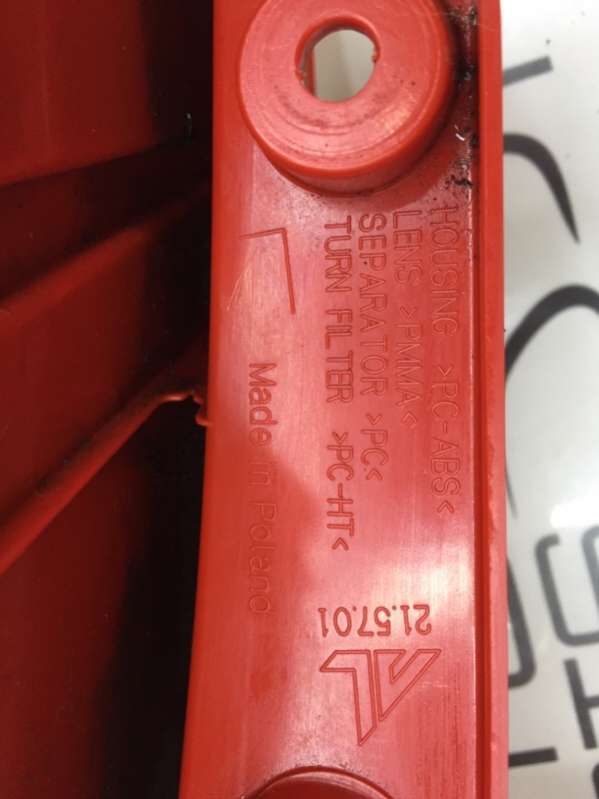 HOUSING >PC-ABS<
LENS >PMMA<
SEPARATOR >PC<
TURN FILTER >PC-HT<
L
Made in Poland
21.57.01